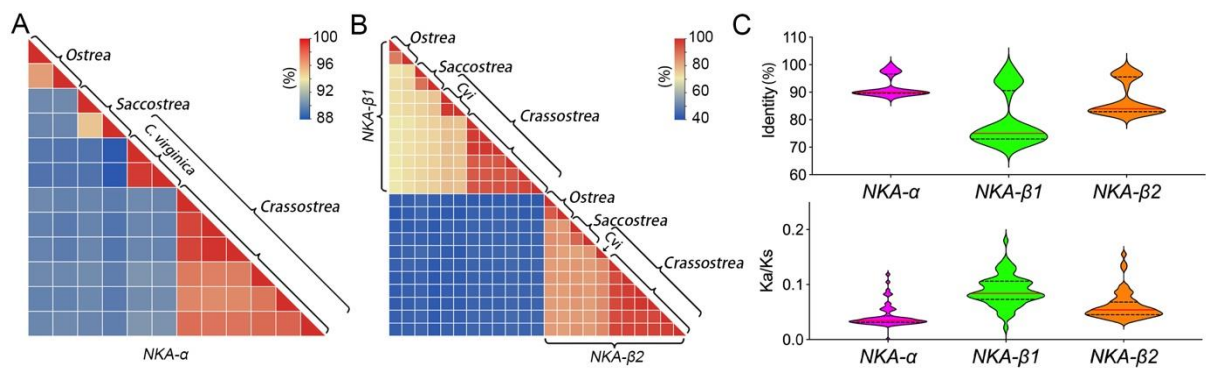 A
Ostrea
Saccostrea
C. virginica
Crassostrea
NKA-α
100
96
92
88
(%)
B
NKA-β1
Ostrea
Saccostrea
Cvi
Crassostrea
Ostrea
Saccostrea
Cvi
Crassostrea
NKA-β2
100
80
60
40
(%)
C
Identity (%)
110
100
90
80
70
60
NKA-α NKA-β1 NKA-β2
Ka/Ks
0.2
0.1
0.0
NKA-α NKA-β1 NKA-β2